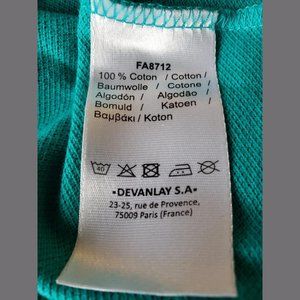 FA8712
100 % Coton / Cotton /
Baumwolle / Cotone /
Algodón / Algodão /
Bomuld / Katoen /
Βαμβάκι / Koton
40
•DEVANLAY S.A•
23-25, rue de Provence,
75009 Paris (France)